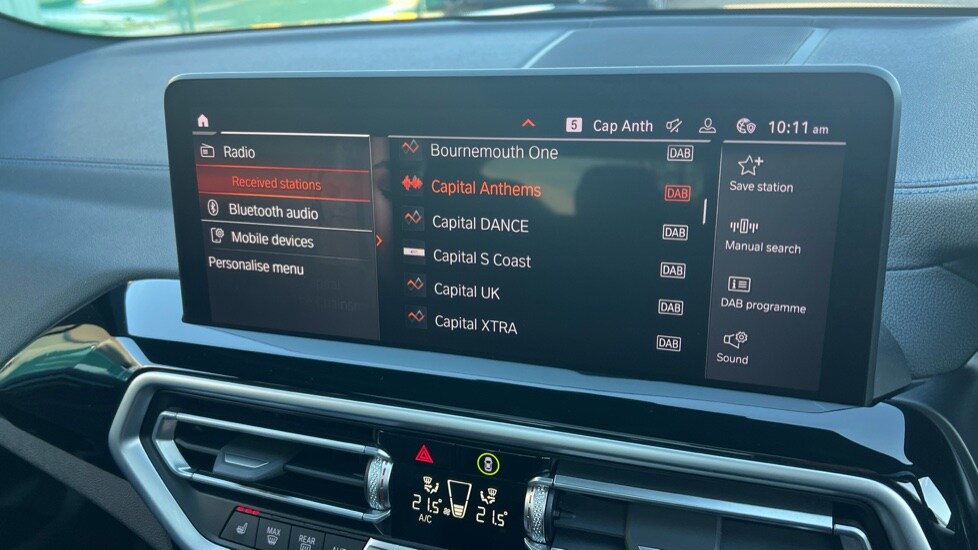 5 Cap Anth 10:11 am
Radio
Received stations
Bluetooth audio
Mobile devices
Personalise menu
Bournemouth One DAB
Capital Anthems DAB
Capital DANCE DAB
Capital S Coast DAB
Capital UK DAB
Capital XTRA DAB
Save station
Manual search
DAB programme
Sound
21.5° 21.5°
A/C
MAX
REAR